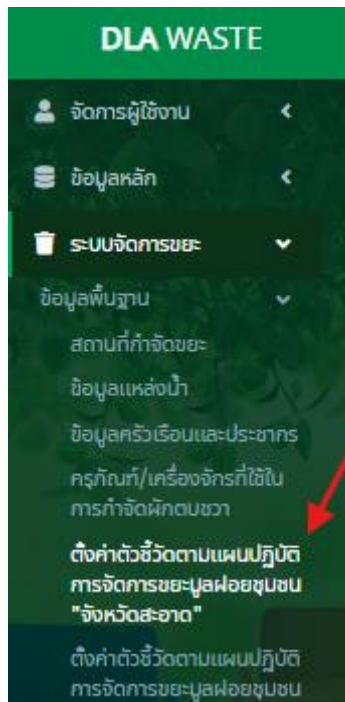 DLA WASTE
จัดการผู้ใช้งาน
ข้อมูลหลัก
ระบบจัดการขยะ
ข้อมูลพื้นฐาน
สถานที่กำจัดขยะ
ข้อมูลแหล่งน้ำ
ข้อมูลครัวเรือนและประชากร
ครุภัณฑ์/เครื่องจักรที่ใช้ใน
การกำจัดผักตบชวา
ตั้งค่าตัวชี้วัดตามแผนปฏิบัติ
การจัดการขยะมูลฝอยชุมชน
"จังหวัดสะอาด"
ตั้งค่าตัวชี้วัดตามแผนปฏิบัติ
การจัดการขยะมูลฝอยชุมชน